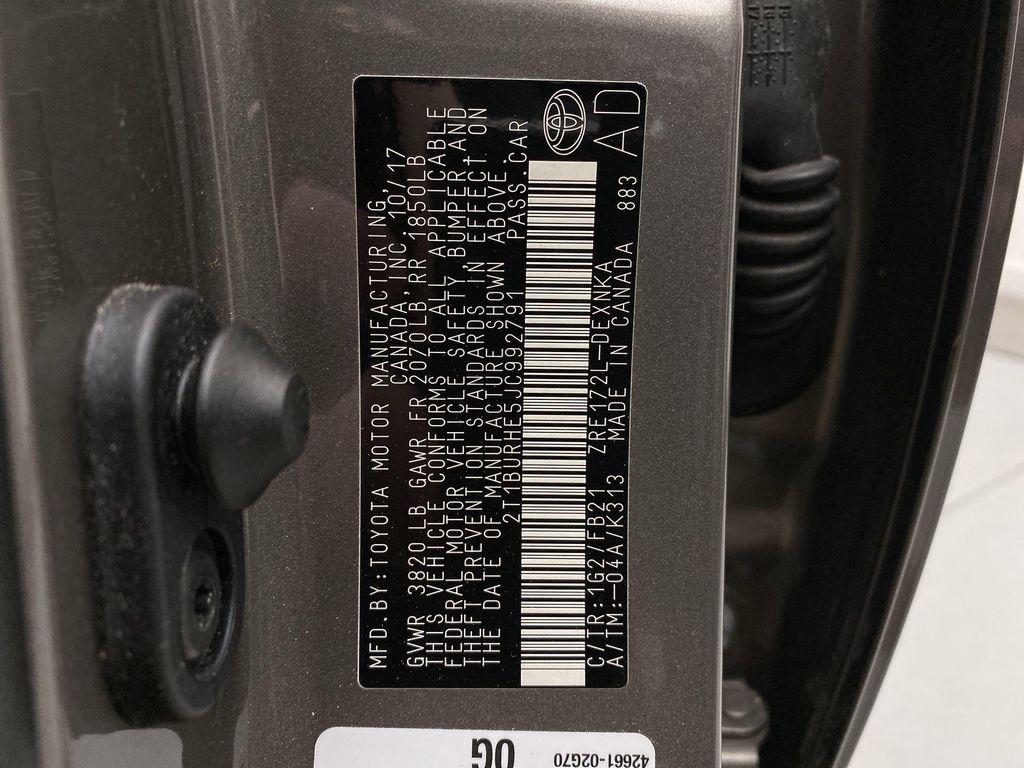 MFD.BY:TOYOTA MOTOR MANUFACTURING,
CANADA, INC. 10/17
GVWR 3820 LB GAWR FR 2070LB,RR 1850LB
THIS VEHICLE CONFORMS TO ALL APPLICABLE
FEDERAL MOTOR VEHICLE SAFETY, BUMPER,AND
THEFT PREVENTION STANDARDS IN EFFECT ON
THE DATE OF MANUFACTURE SHOWN ABOVE.
2T1BURHE5JC992791 PASS.CAR
C/TR:1G2/FB21 ZRE172L-DEXNKA 883
A/TM:-04A/K313 MADE IN CANADA AD
42661-02G70
0G